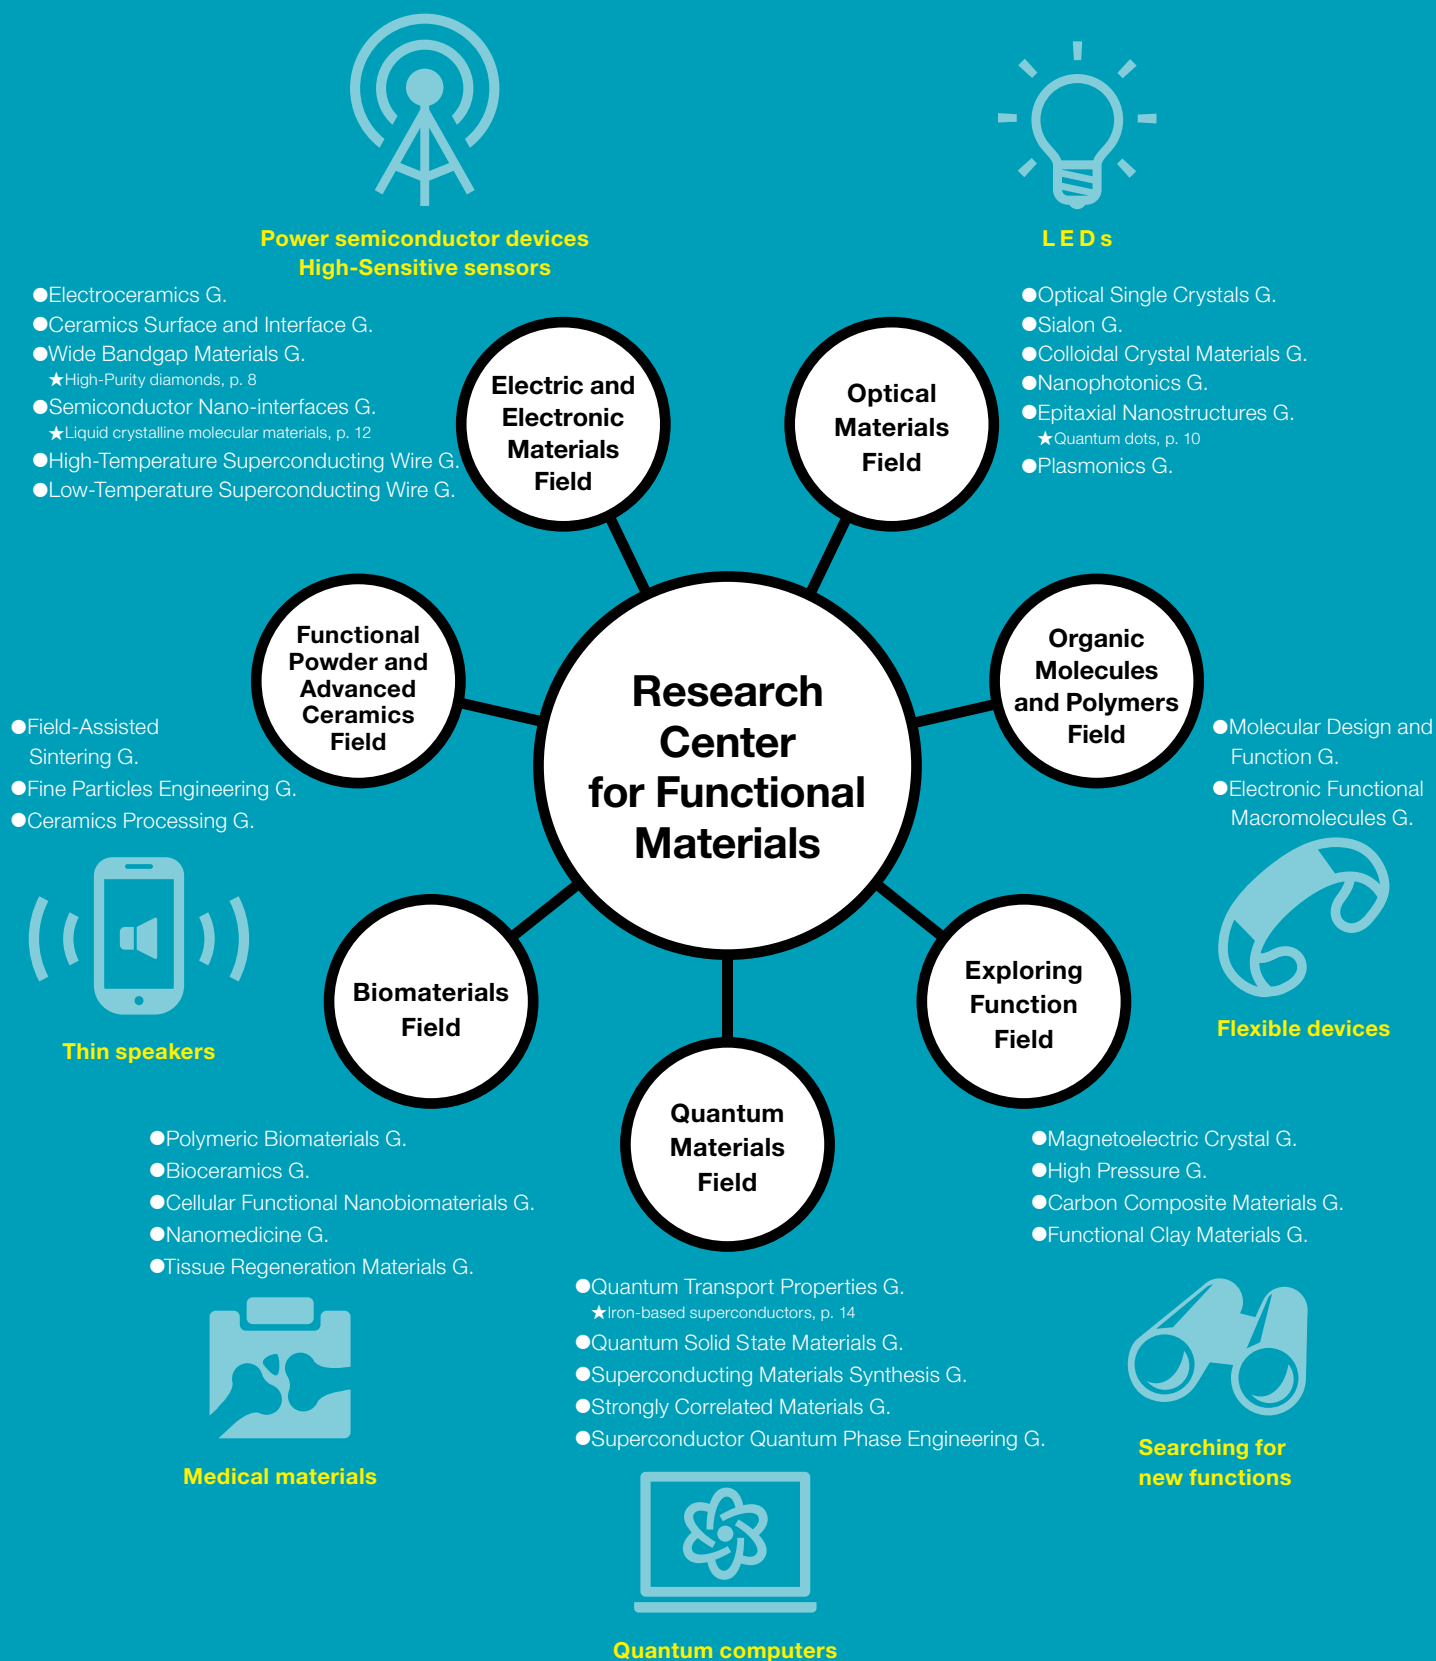 Power semiconductor devices
High-Sensitive sensors
●Electroceramics G.
●Ceramics Surface and Interface G.
●Wide Bandgap Materials G.
★High-Purity diamonds, p. 8
●Semiconductor Nano-interfaces G.
★Liquid crystalline molecular materials, p. 12
●High-Temperature Superconducting Wire G.
●Low-Temperature Superconducting Wire G.
Electric and
Electronic
Materials
Field
LEDs
●Optical Single Crystals G.
●Sialon G.
●Colloidal Crystal Materials G.
●Nanophotonics G.
●Epitaxial Nanostructures G.
★Quantum dots, p. 10
●Plasmonics G.
Optical
Materials
Field
Functional
Powder and
Advanced
Ceramics
Field
●Field-Assisted
Sintering G.
●Fine Particles Engineering G.
●Ceramics Processing G.
Thin speakers
Research
Center
for Functional
Materials
Organic
Molecules
and Polymers
Field
●Molecular Design and
Function G.
●Electronic Functional
Macromolecules G.
Flexible devices
Biomaterials
Field
●Polymeric Biomaterials G.
●Bioceramics G.
●Cellular Functional Nanobiomaterials G.
●Nanomedicine G.
●Tissue Regeneration Materials G.
Medical materials
Quantum
Materials
Field
●Quantum Transport Properties G.
★Iron-based superconductors, p. 14
●Quantum Solid State Materials G.
●Superconducting Materials Synthesis G.
●Strongly Correlated Materials G.
●Superconductor Quantum Phase Engineering G.
Quantum computers
Exploring
Function
Field
●Magnetoelectric Crystal G.
●High Pressure G.
●Carbon Composite Materials G.
●Functional Clay Materials G.
Searching for
new functions